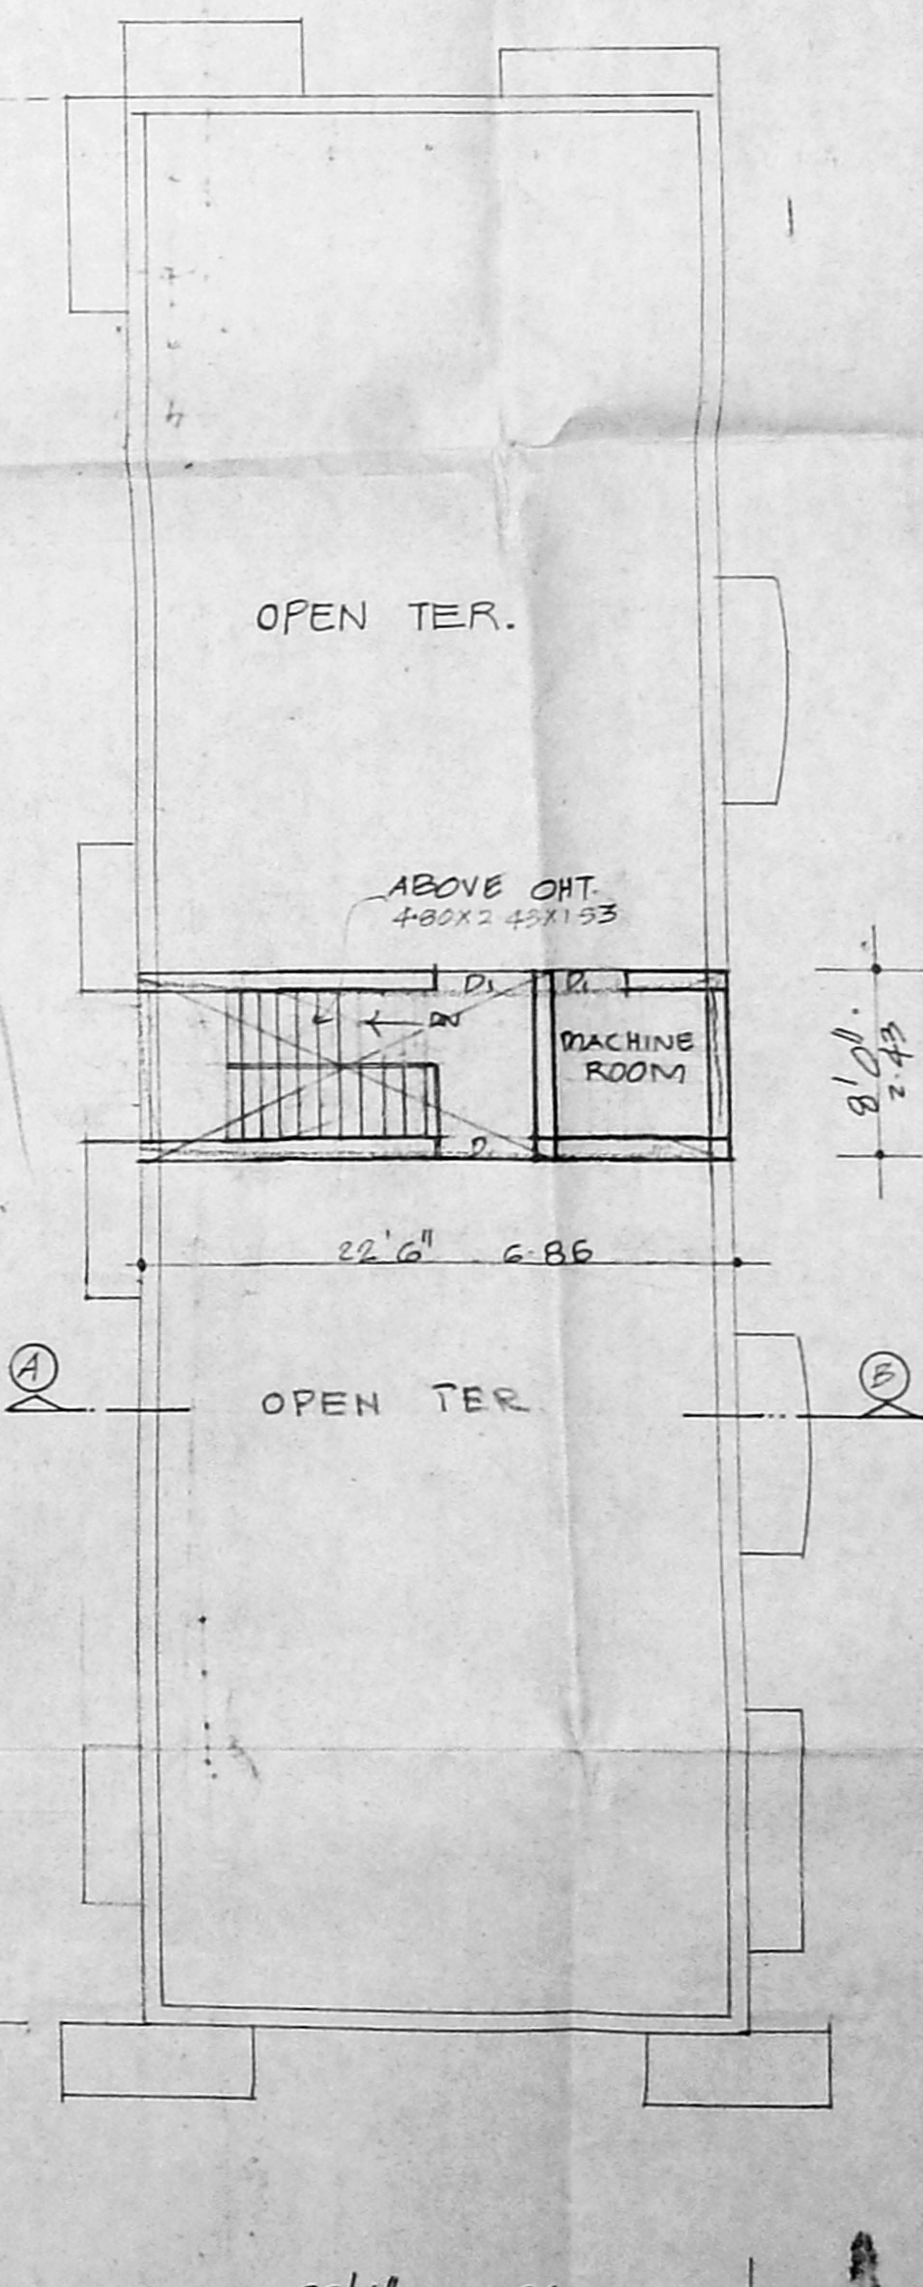 OPEN TER.
ABOVE OHT.
4.80X2.43X1.53
D1 D1
DN
MACHINE
ROOM
8'0".
2.43
D
22'6" 6.86
A
B
OPEN TER